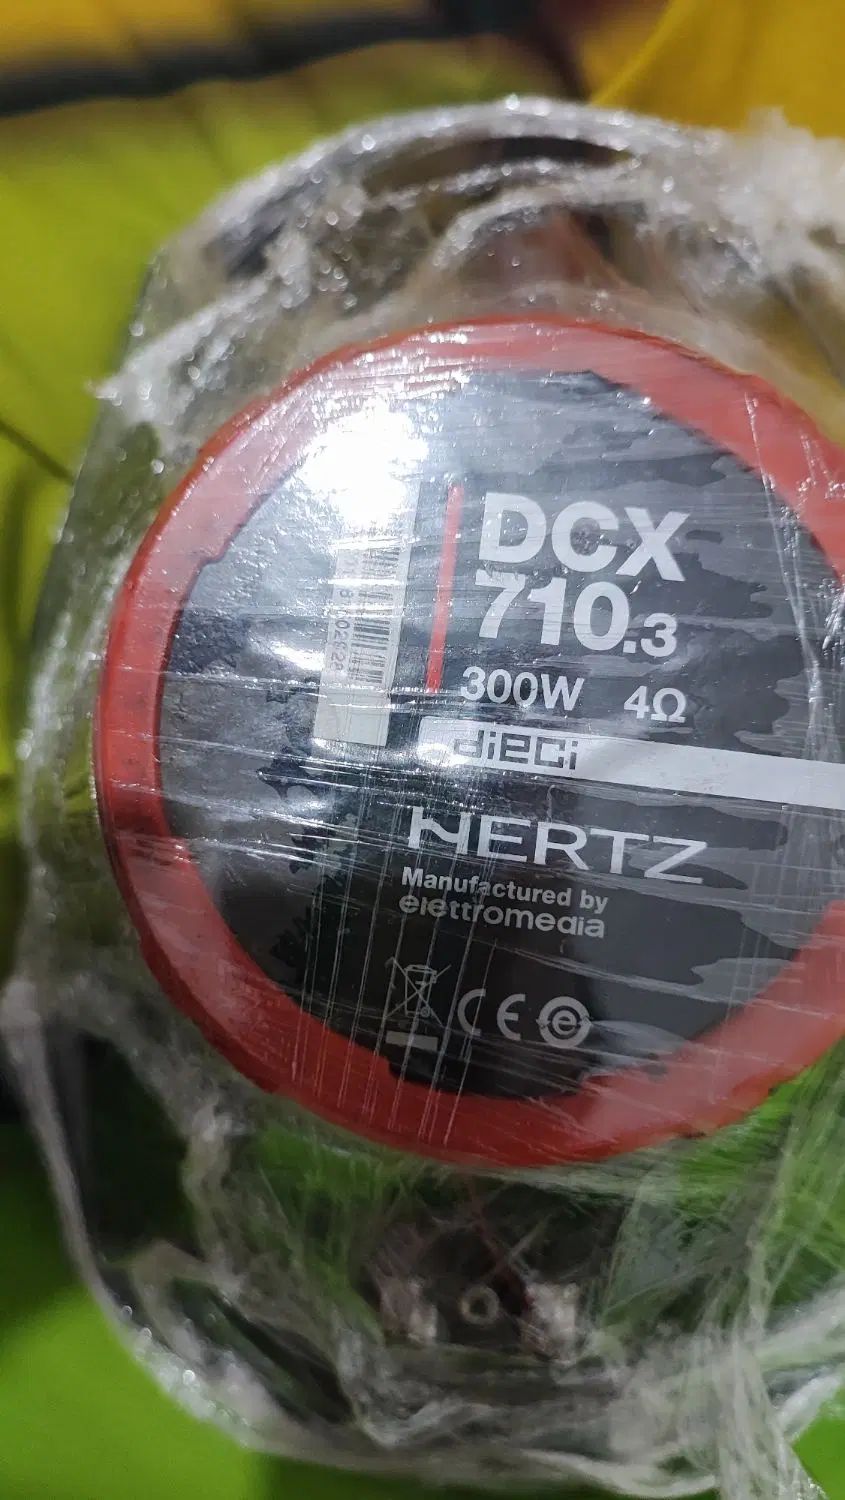 DCX
710.3
300W 4Ω
dieci
HERTZ
Manufactured by
elettromedia
CE